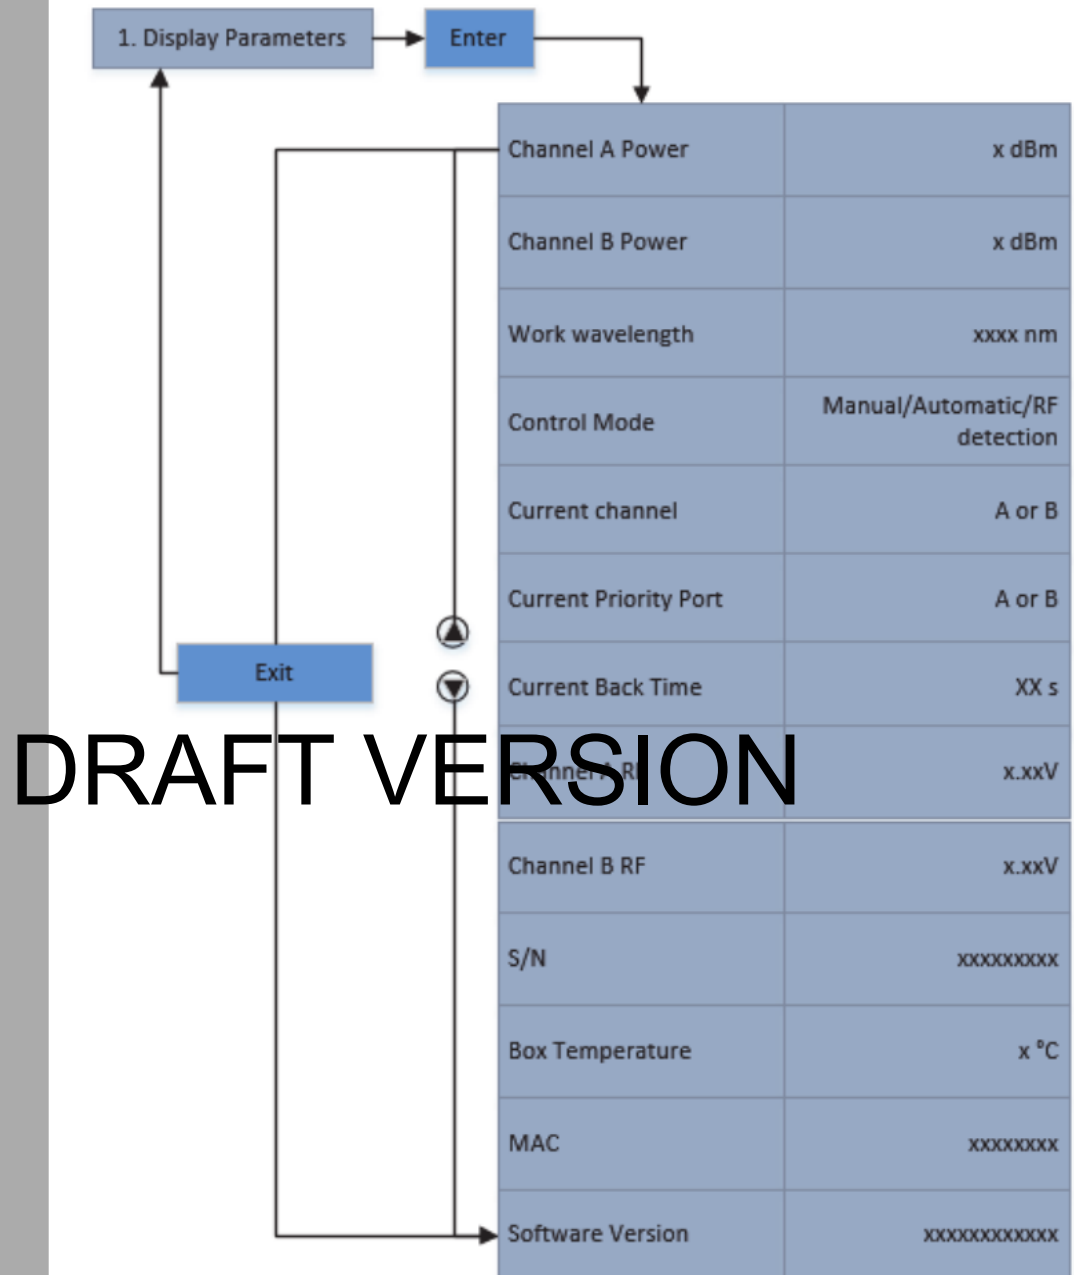 1. Display Parameters
Enter
Channel A Power
x dBm
Channel B Power
x dBm
Work wavelength
xxxx nm
Control Mode
Manual/Automatic/RF
detection
Current channel
A or B
Current Priority Port
A or B
Exit
Current Back Time
XX s
DRAFT VERSION
Channel A RF
x.xxV
Channel B RF
x.xxV
S/N
xxxxxxxxx
Box Temperature
x °C
MAC
xxxxxxxx
Software Version
xxxxxxxxxxxx